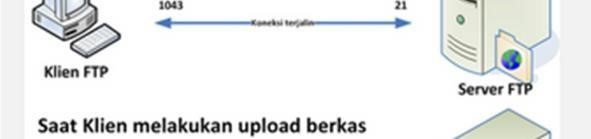 1043 21
Koneksi terjalin
Klien FTP
Server FTP
Saat Klien melakukan upload berkas